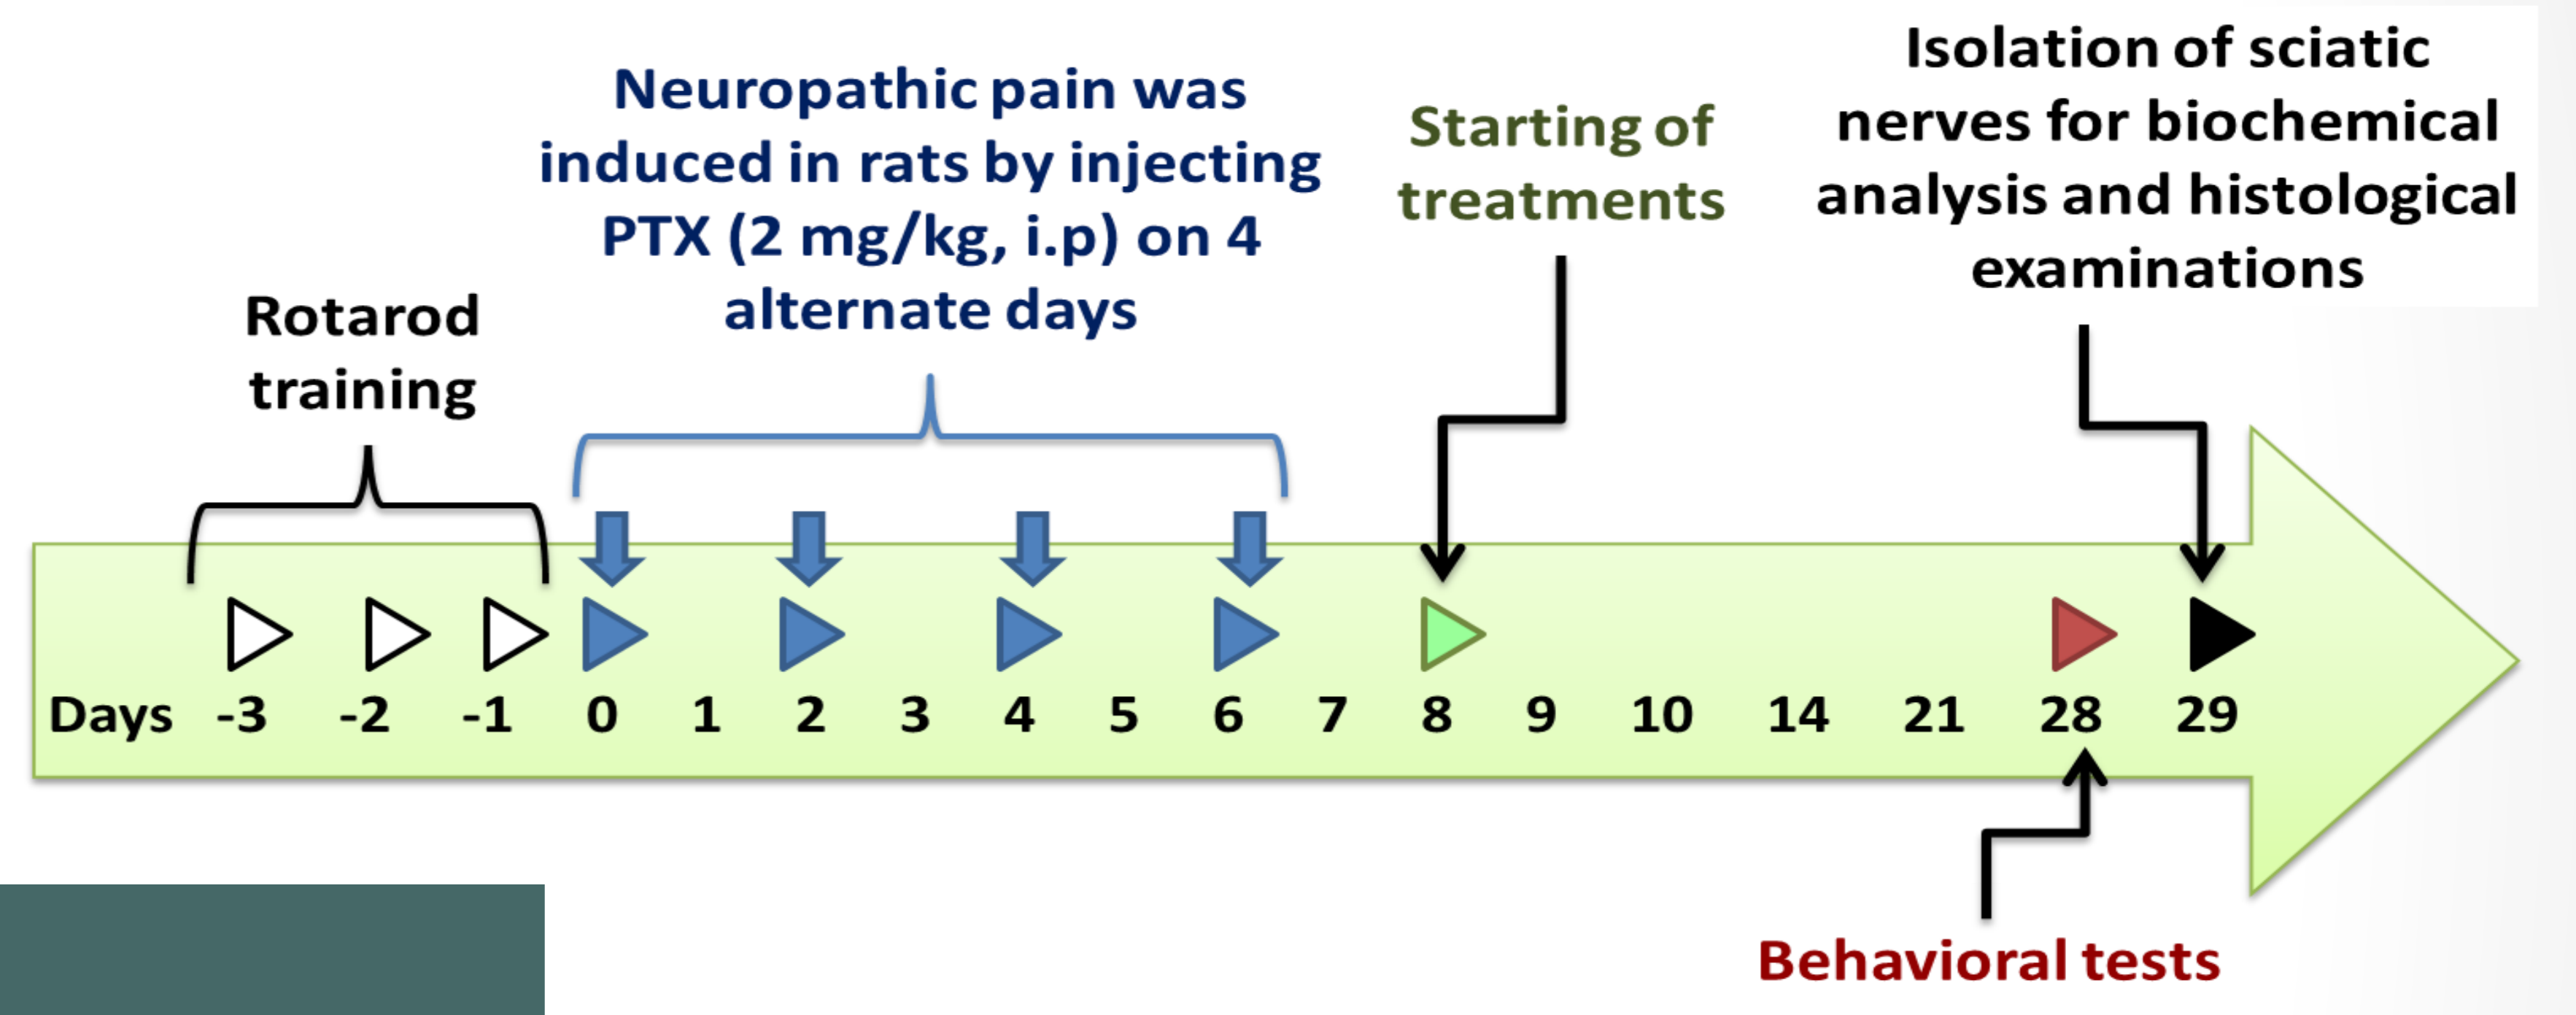 Isolation of sciatic
nerves for biochemical
analysis and histological
examinations
Neuropathic pain was
induced in rats by injecting
PTX (2 mg/kg, i.p) on 4
alternate days
Starting of
treatments
Rotarod
training
Days -3 -2 -1 0 1 2 3 4 5 6 7 8 9 10 14 21 28 29
Behavioral tests